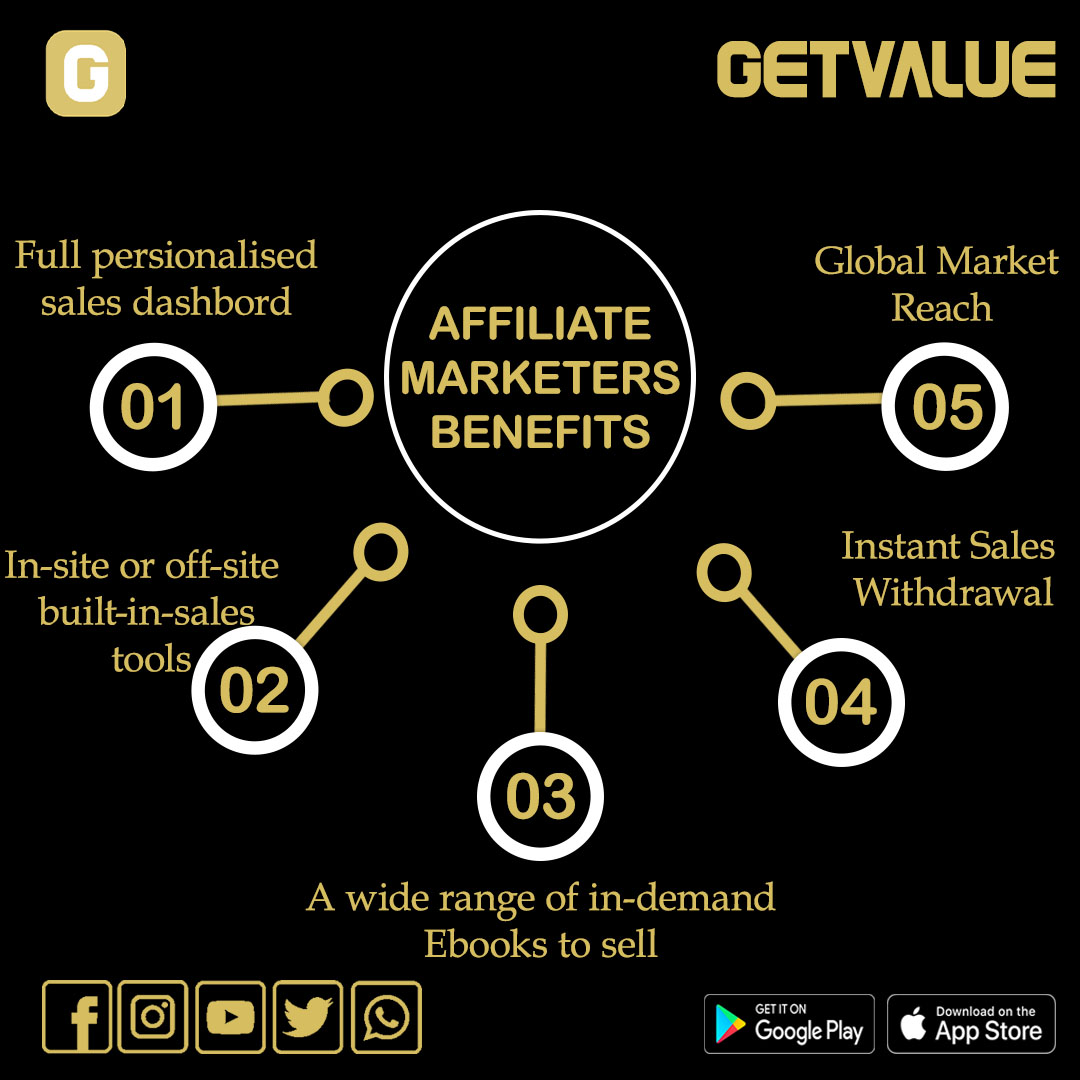 G
GETVALUE
Full persionalised
sales dashbord
01
AFFILIATE
MARKETERS
BENEFITS
Global Market
Reach
05
In-site or off-site
built-in-sales
tools
02
03
A wide range of in-demand
Ebooks to sell
Instant Sales
Withdrawal
04
GET IT ON
Google Play
Download on the
App Store